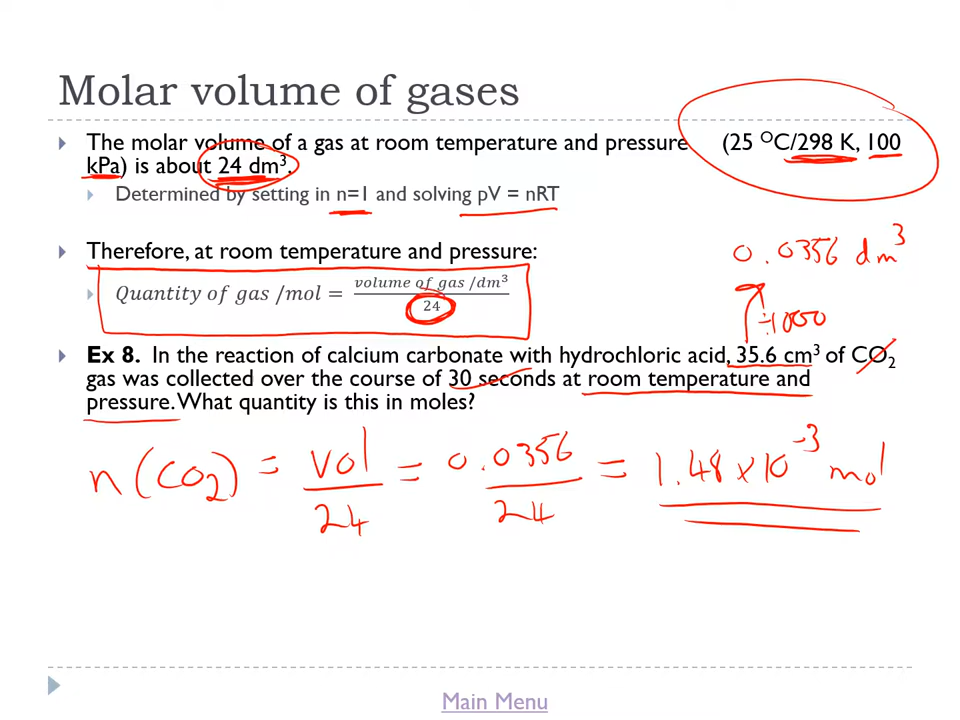 Molar volume of gases
The molar volume of a gas at room temperature and pressure (25 ᴼC/298 K, 100
kPa) is about 24 dm³.
Determined by setting in n=1 and solving pV = nRT
0.0356 dm³
Therefore, at room temperature and pressure:
Quantity of gas /mol = volume of gas /dm³ / 24
÷1000
Ex 8. In the reaction of calcium carbonate with hydrochloric acid, 35.6 cm³ of CO₂
gas was collected over the course of 30 seconds at room temperature and
pressure. What quantity is this in moles?
n(CO₂) = vol / 24 = 0.0356 / 24 = 1.48 × 10⁻³ mol
Main Menu